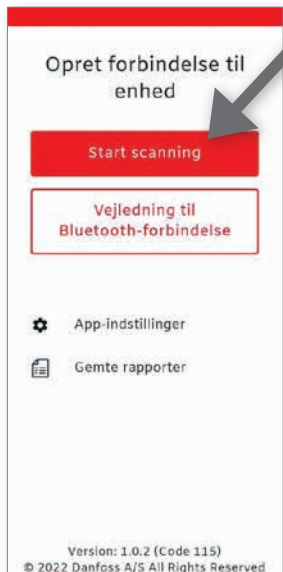 Opret forbindelse til
enhed
Start scanning
Vejledning til
Bluetooth-forbindelse
App-indstillinger
Gemte rapporter
Version: 1.0.2 (Code 115)
© 2022 Danfoss A/S All Rights Reserved